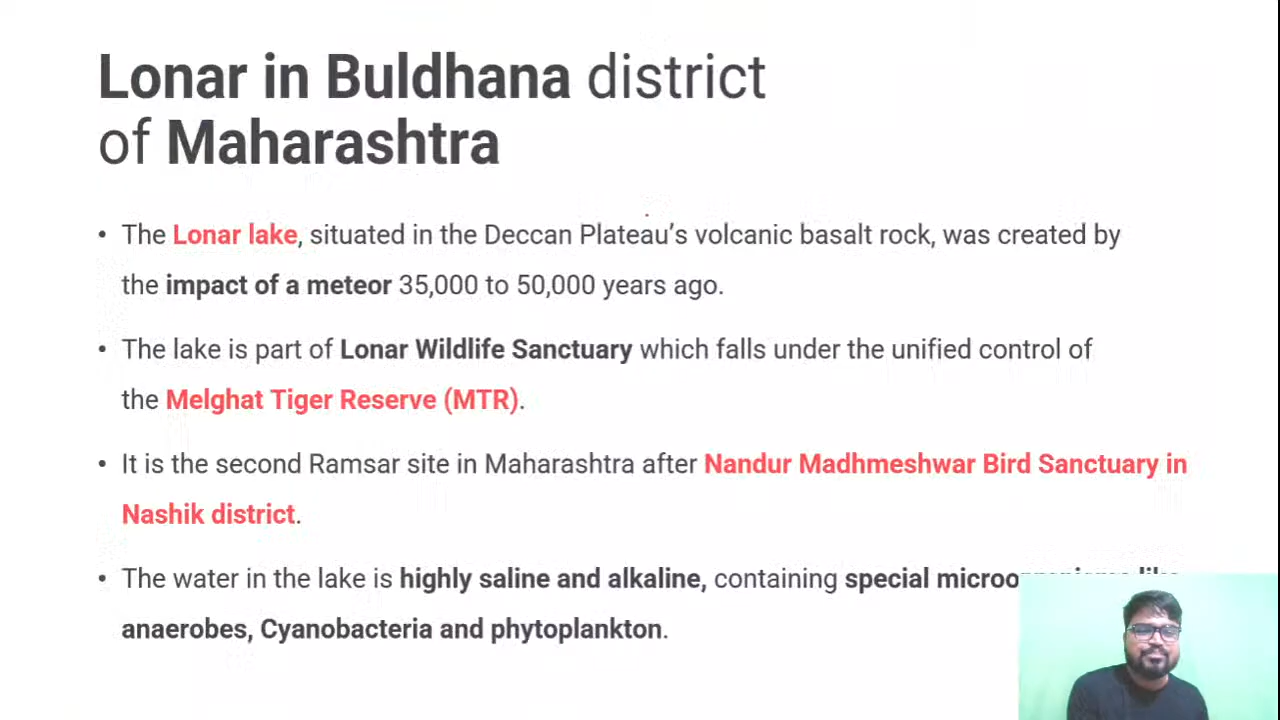 Lonar in Buldhana district
of Maharashtra
• The Lonar lake, situated in the Deccan Plateau’s volcanic basalt rock, was created by
the impact of a meteor 35,000 to 50,000 years ago.
• The lake is part of Lonar Wildlife Sanctuary which falls under the unified control of
the Melghat Tiger Reserve (MTR).
• It is the second Ramsar site in Maharashtra after Nandur Madhmeshwar Bird Sanctuary in
Nashik district.
• The water in the lake is highly saline and alkaline, containing special microorganisms like
anaerobes, Cyanobacteria and phytoplankton.